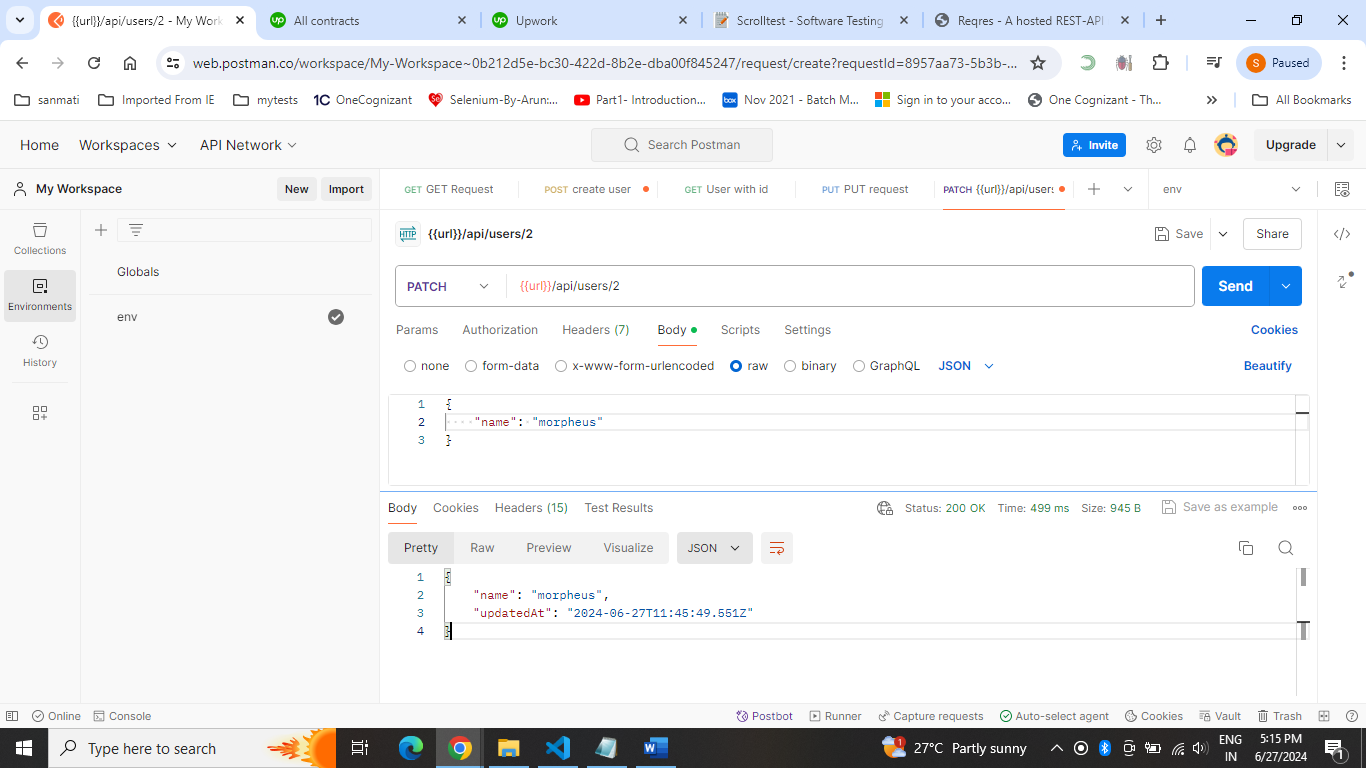 {{url}}/api/users/2 - My Work
All contracts
Upwork
Scrolltest - Software Testing
Reqres - A hosted REST-API
web.postman.co/workspace/My-Workspace~0b212d5e-bc30-422d-8b2e-dba00f845247/request/create?requestId=8957aa73-5b3b-...
S Paused
sanmati
Imported From IE
mytests
1C OneCognizant
Selenium-By-Arun:...
Part1- Introduction...
box Nov 2021 - Batch M...
Sign in to your acco...
One Cognizant - Th...
All Bookmarks
Home
Workspaces
API Network
Search Postman
Invite
Upgrade
My Workspace
New
Import
GET GET Request
POST create user
GET User with id
PUT PUT request
PATCH {{url}}/api/users
env
Collections
Environments
History
Globals
env
HTTP {{url}}/api/users/2
Save
Share
PATCH
{{url}}/api/users/2
Send
Params
Authorization
Headers (7)
Body
Scripts
Settings
Cookies
none
form-data
x-www-form-urlencoded
raw
binary
GraphQL
JSON
Beautify
1 {
2 "name": "morpheus"
3 }
Body
Cookies
Headers (15)
Test Results
Status: 200 OK
Time: 499 ms
Size: 945 B
Save as example
Pretty
Raw
Preview
Visualize
JSON
1 {
2 "name": "morpheus",
3 "updatedAt": "2024-06-27T11:45:49.551Z"
4 }
Online
Console
Postbot
Runner
Capture requests
Auto-select agent
Cookies
Vault
Trash
Type here to search
1
27°C Partly sunny
ENG
IN
5:15 PM
6/27/2024
1